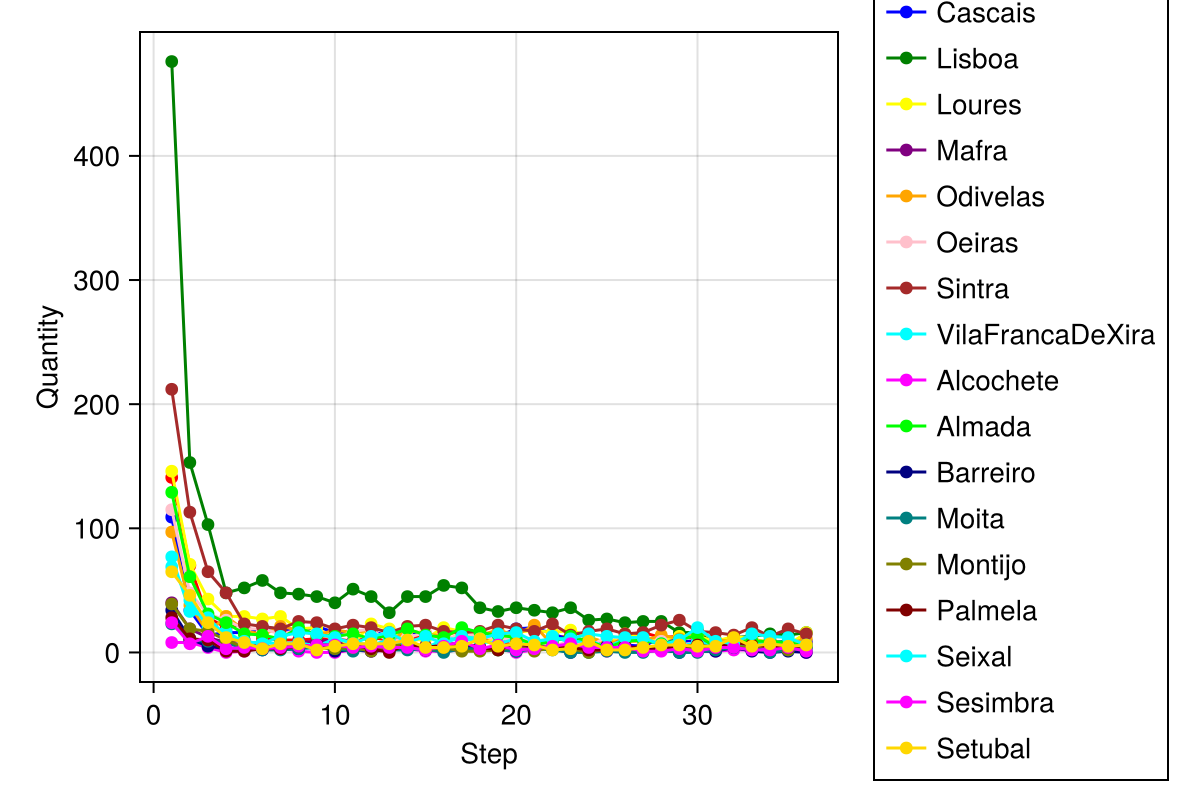 Quantity
400
300
200
100
0
0 10 20 30
Step
Cascais
Lisboa
Loures
Mafra
Odivelas
Oeiras
Sintra
VilaFrancaDeXira
Alcochete
Almada
Barreiro
Moita
Montijo
Palmela
Seixal
Sesimbra
Setubal